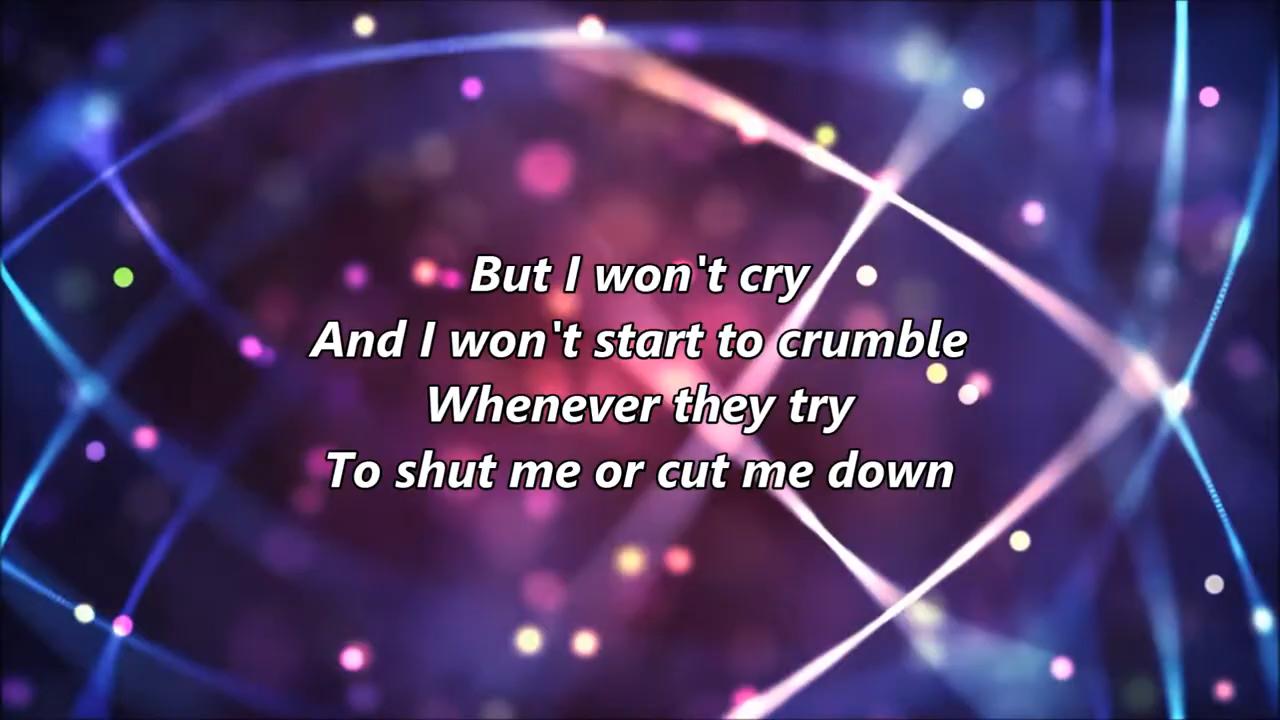 But I won't cry
And I won't start to crumble
Whenever they try
To shut me or cut me down